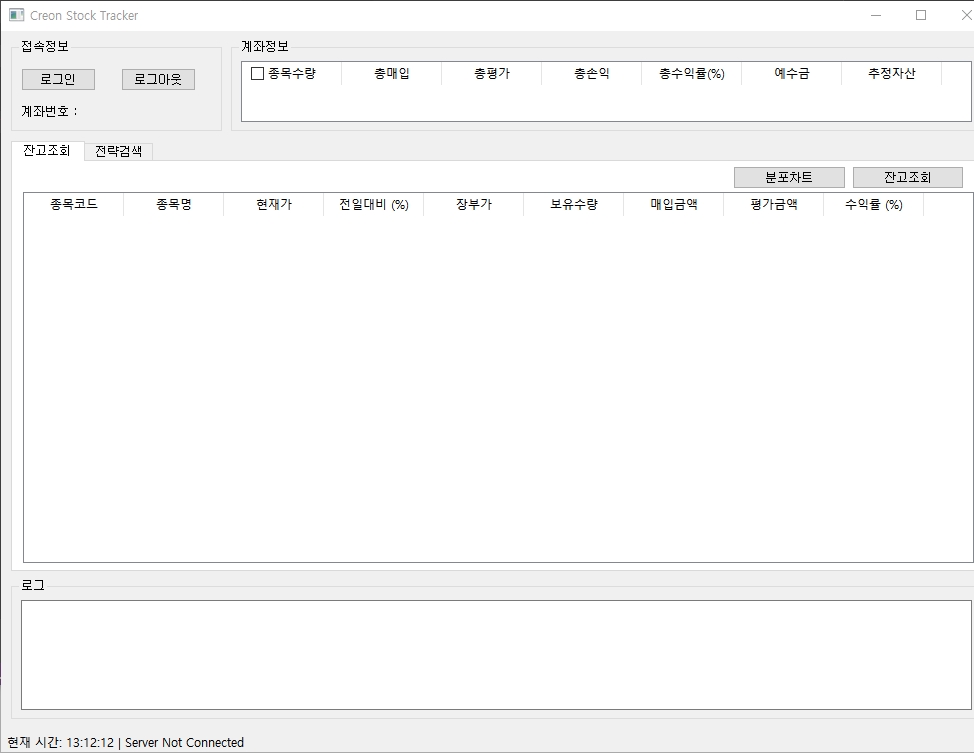 Creon Stock Tracker
접속정보
로그인 로그아웃
계좌번호 :
계좌정보
종목수량 총매입 총평가 총손익 총수익률(%) 예수금 추정자산
잔고조회 전략검색
분포차트 잔고조회
종목코드 종목명 현재가 전일대비 (%) 장부가 보유수량 매입금액 평가금액 수익률 (%)
로그
현재 시간: 13:12:12 | Server Not Connected